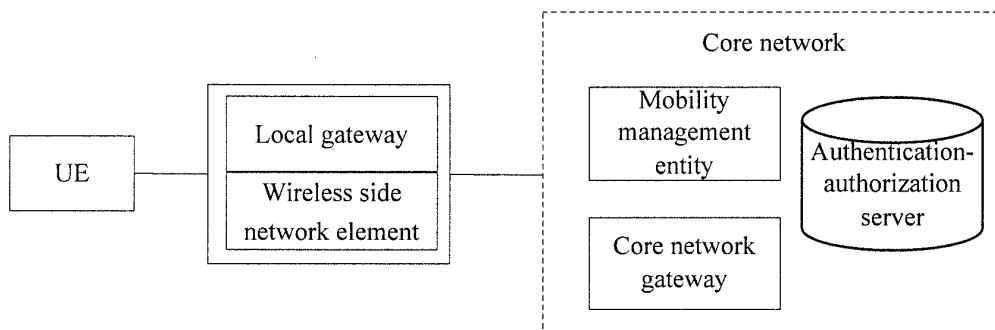 Core network
UE
Local gateway
Wireless side
network element
Mobility
management
entity
Core network
gateway
Authentication-
authorization
server